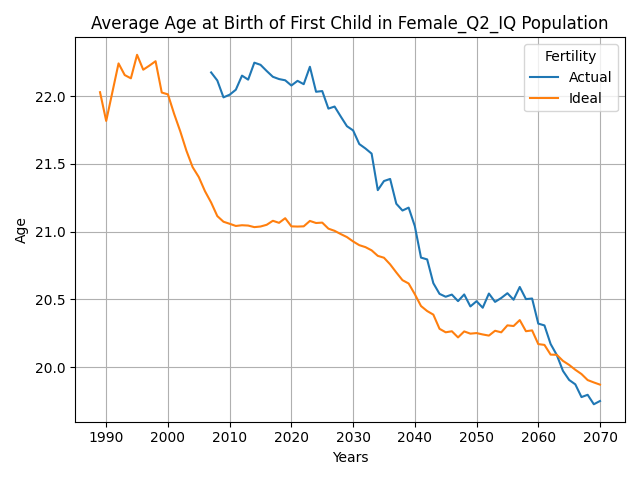 Average Age at Birth of First Child in Female_Q2_IQ Population
Fertility
Actual
Ideal
Age
22.0
21.5
21.0
20.5
20.0
1990 2000 2010 2020 2030 2040 2050 2060 2070
Years